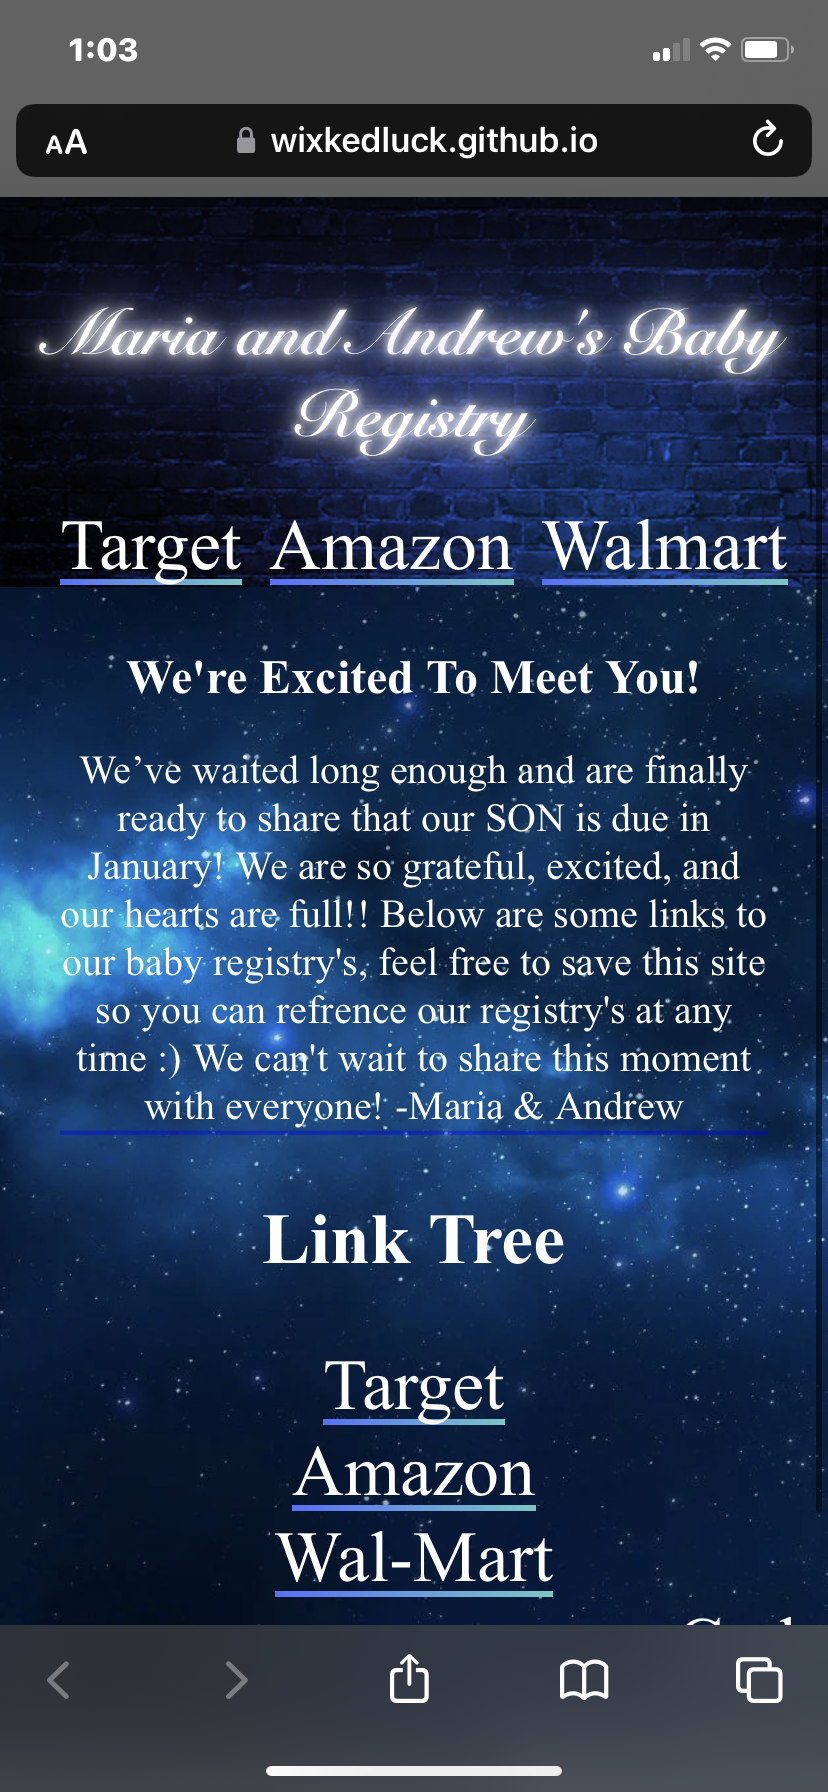 1:03
AA wixkedluck.github.io
Maria and Andrew's Baby
Registry
Target Amazon Walmart
We're Excited To Meet You!
We’ve waited long enough and are finally
ready to share that our SON is due in
January! We are so grateful, excited, and
our hearts are full!! Below are some links to
our baby registry's, feel free to save this site
so you can refrence our registry's at any
time :) We can't wait to share this moment
with everyone! -Maria & Andrew
Link Tree
Target
Amazon
Wal-Mart